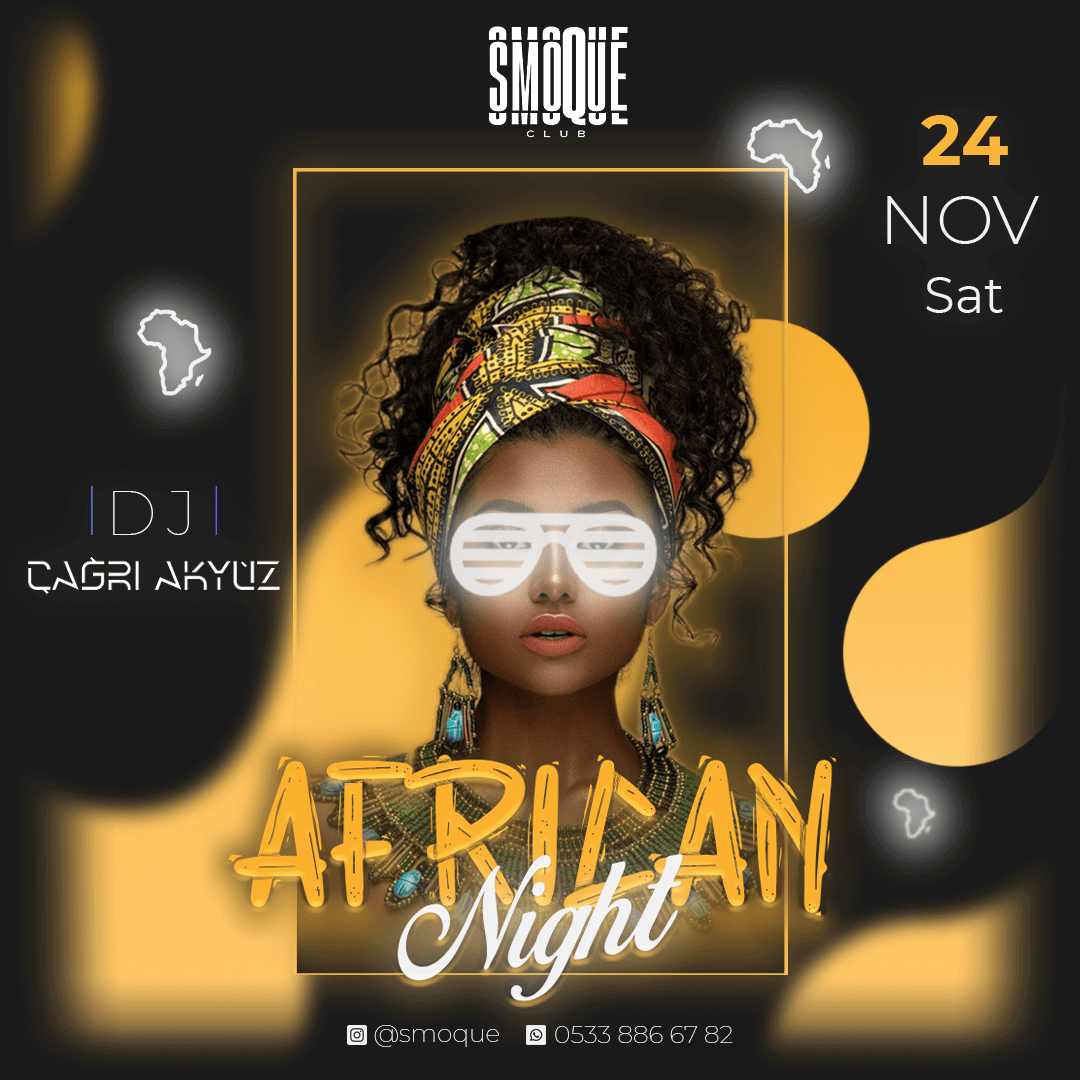 SMOQUE
CLUB
24
NOV
Sat
DJ
ÇAĞRI AKYÜZ
AFRICAN
Night
@smoque 0533 886 67 82